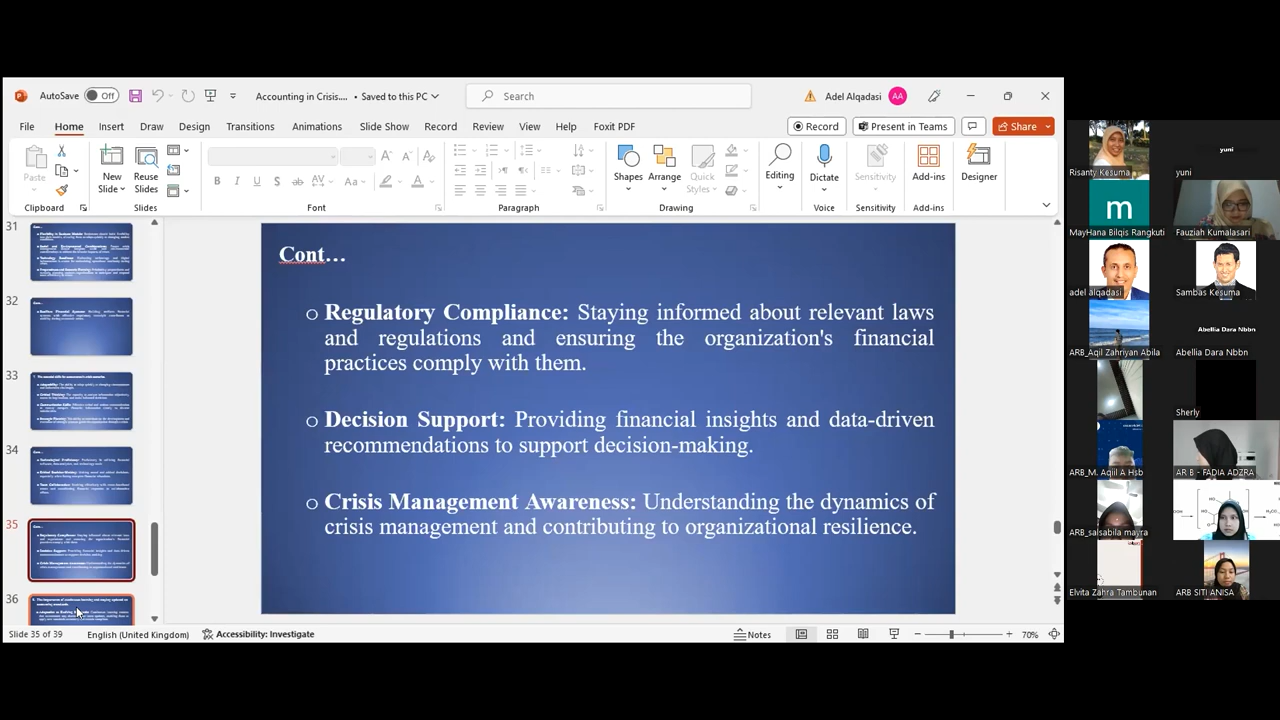 AutoSave Off Accounting in Crisis.... • Saved to this PC Search Adel Alqadasi AA
File Home Insert Draw Design Transitions Animations Slide Show Record Review View Help Foxit PDF Record Present in Teams Share
Paste New Slide Reuse Slides Shapes Arrange Quick Styles Editing Dictate Sensitivity Add-ins Designer
Clipboard Slides Font Paragraph Drawing Voice Sensitivity Add-ins
31
32
33
34
35
36
Cont...
Regulatory Compliance: Staying informed about relevant laws
and regulations and ensuring the organization's financial
practices comply with them.
Decision Support: Providing financial insights and data-driven
recommendations to support decision-making.
Crisis Management Awareness: Understanding the dynamics of
crisis management and contributing to organizational resilience.
Slide 35 of 39 English (United Kingdom) Accessibility: Investigate Notes 70%
yuni
Risanty Kesuma yuni
m
MayHana Bilqis Rangkuti Fauziah Kumalasari
adel alqadasi Sambas Kesuma
Abellia Dara Nbbn
ARB_Aqil Zahriyan Abila Abellia Dara Nbbn
Sherly
ARB_M. Aqiil A Hsb AR B - FADIA ADZRA
ARB_salsabila mayra
Elvita Zahra Tambunan ARB SITI ANISA